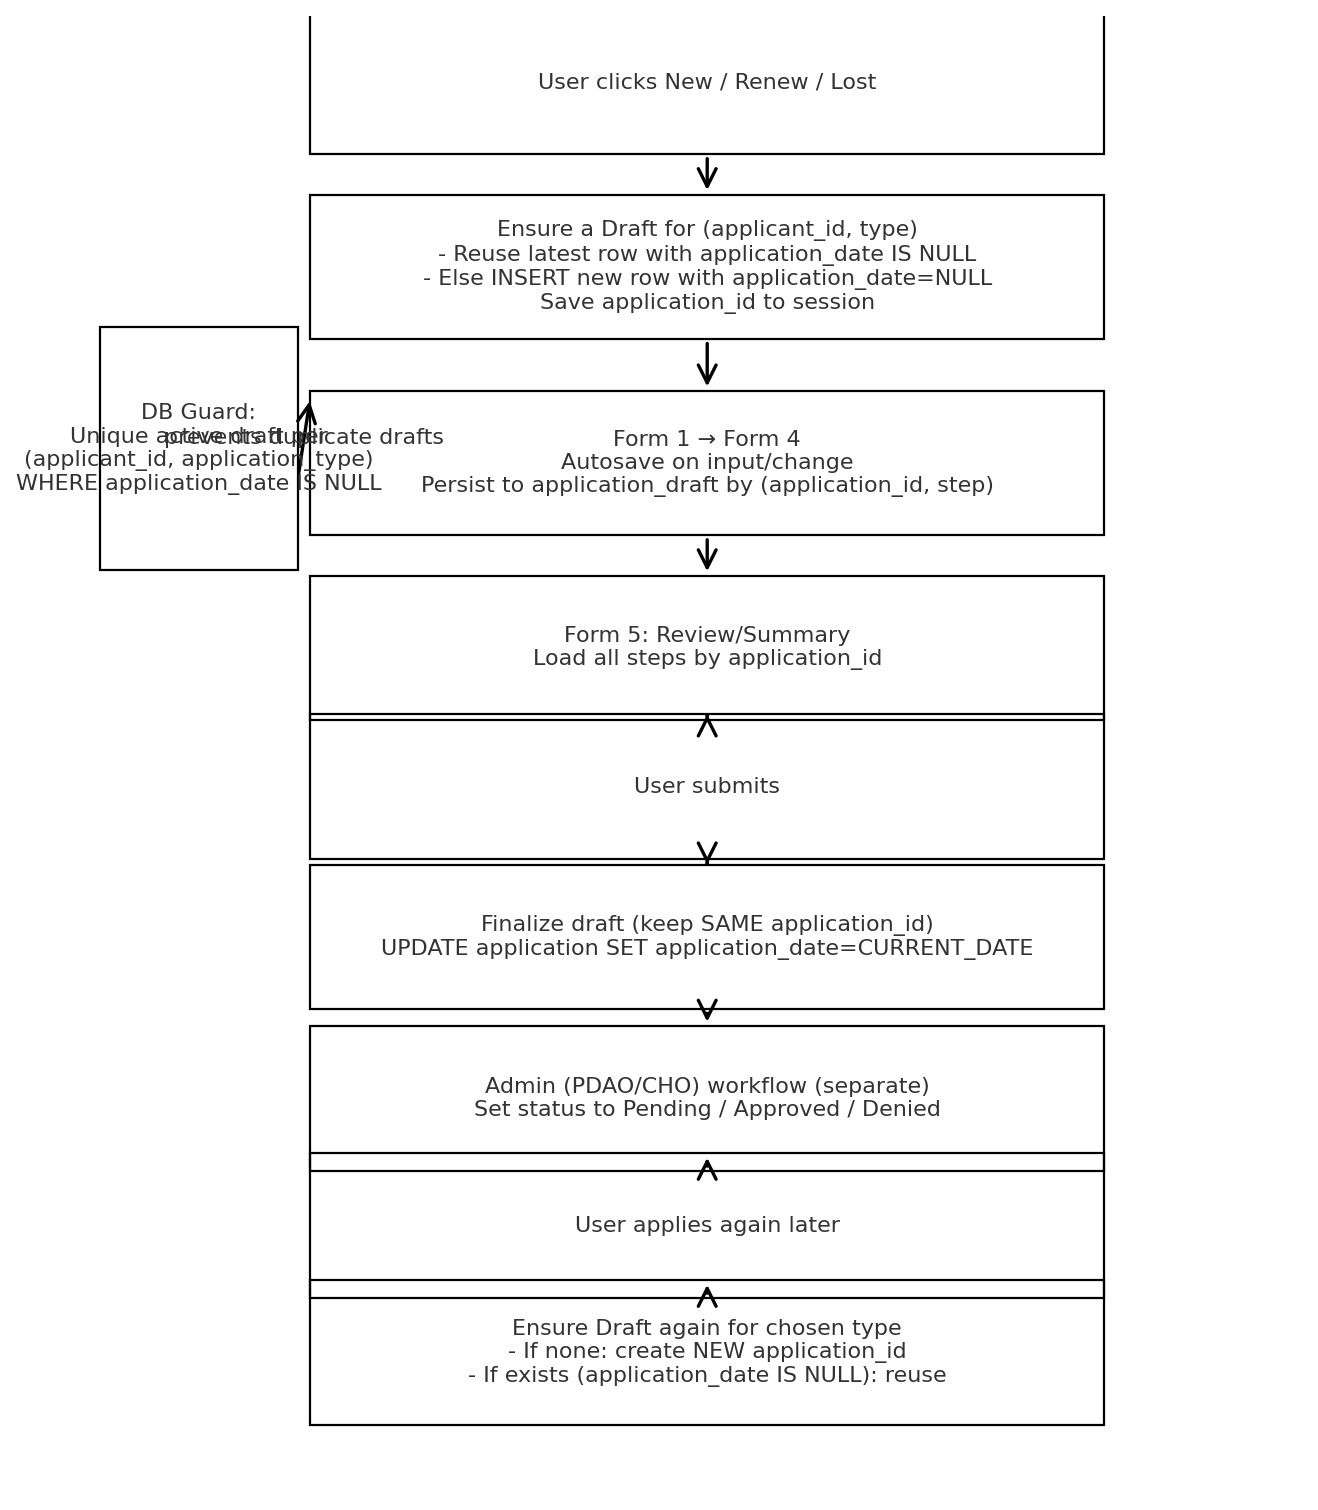 User clicks New / Renew / Lost
Ensure a Draft for (applicant_id, type)
- Reuse latest row with application_date IS NULL
- Else INSERT new row with application_date=NULL
Save application_id to session
DB Guard:
Unique active draft per
(applicant_id, application_type)
WHERE application_date IS NULL
prevents duplicate drafts
Form 1 → Form 4
Autosave on input/change
Persist to application_draft by (application_id, step)
Form 5: Review/Summary
Load all steps by application_id
User submits
Finalize draft (keep SAME application_id)
UPDATE application SET application_date=CURRENT_DATE
Admin (PDAO/CHO) workflow (separate)
Set status to Pending / Approved / Denied
User applies again later
Ensure Draft again for chosen type
- If none: create NEW application_id
- If exists (application_date IS NULL): reuse